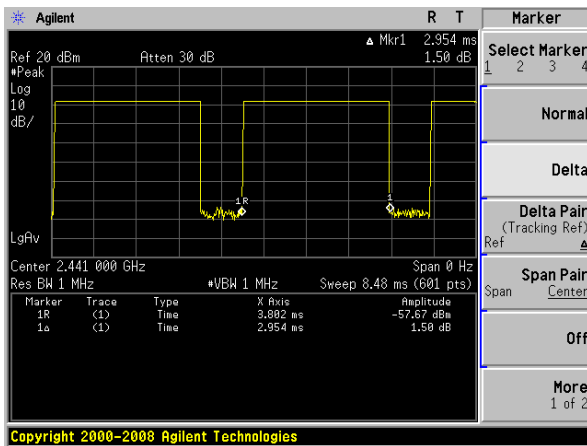 Agilent
R T
Marker
Δ Mkr1 2.954 ms
Ref 20 dBm
Atten 30 dB
1.50 dB
#Peak
Log
10
dB/
1R
1
LgAv
Center 2.441 000 GHz
Span 0 Hz
Res BW 1 MHz
#VBW 1 MHz
Sweep 8.48 ms (601 pts)
Marker Trace Type X Axis Amplitude
1R (1) Time 3.802 ms -57.67 dBm
1Δ (1) Time 2.954 ms 1.50 dB
Copyright 2000-2008 Agilent Technologies
Select Marker
1 2 3 4
Normal
Delta
Delta Pair
(Tracking Ref)
Ref Δ
Span Pair
Span Center
Off
More
1 of 2